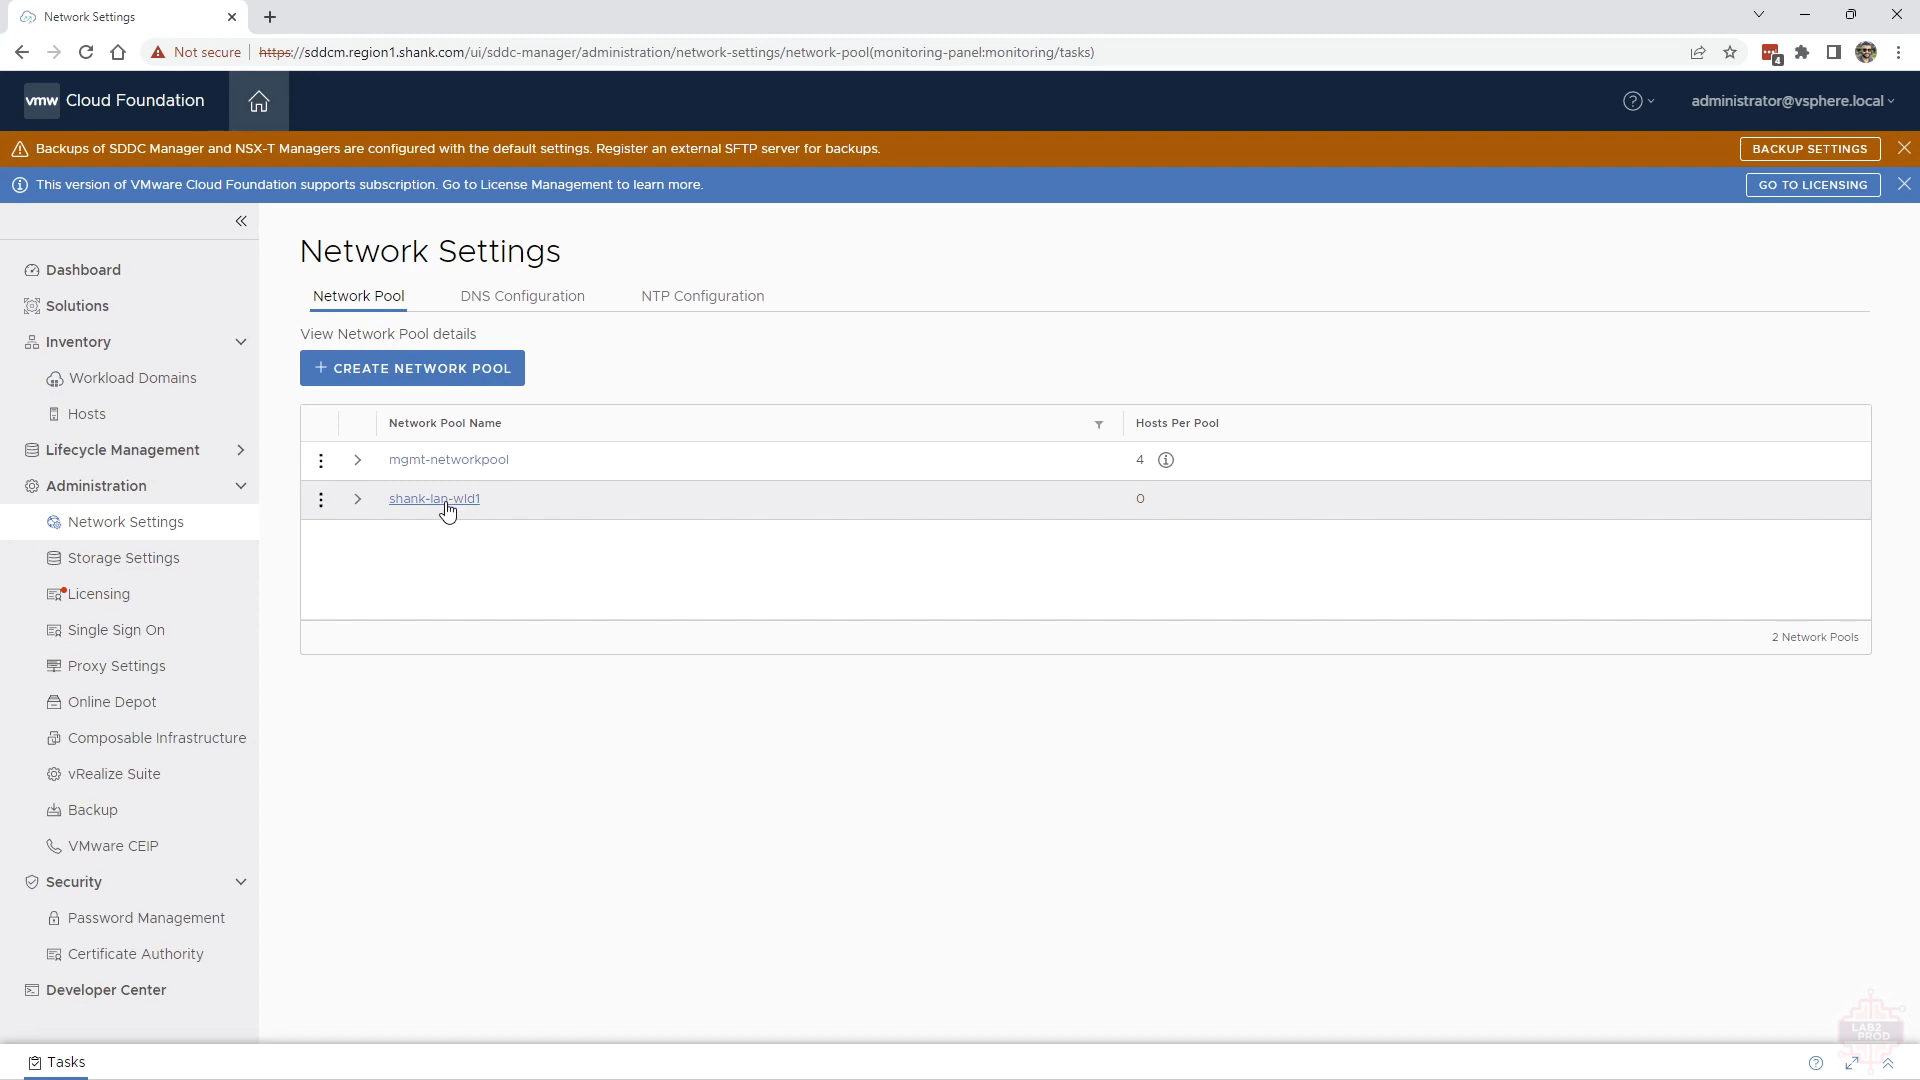 Network Settings
Not secure
https://sddcm.region1.shank.com/ui/sddc-manager/administration/network-settings/network-pool(monitoring-panel:monitoring/tasks)
4
vmw Cloud Foundation
administrator@vsphere.local
Backups of SDDC Manager and NSX-T Managers are configured with the default settings. Register an external SFTP server for backups.
BACKUP SETTINGS
This version of VMware Cloud Foundation supports subscription. Go to License Management to learn more.
GO TO LICENSING
Dashboard
Solutions
Inventory
Workload Domains
Hosts
Lifecycle Management
Administration
Network Settings
Storage Settings
Licensing
Single Sign On
Proxy Settings
Online Depot
Composable Infrastructure
vRealize Suite
Backup
VMware CEIP
Security
Password Management
Certificate Authority
Developer Center
Network Settings
Network Pool
DNS Configuration
NTP Configuration
View Network Pool details
+ CREATE NETWORK POOL
Network Pool Name
Hosts Per Pool
mgmt-networkpool
4
shank-lan-wld1
0
2 Network Pools
LAB2
PROD
Tasks